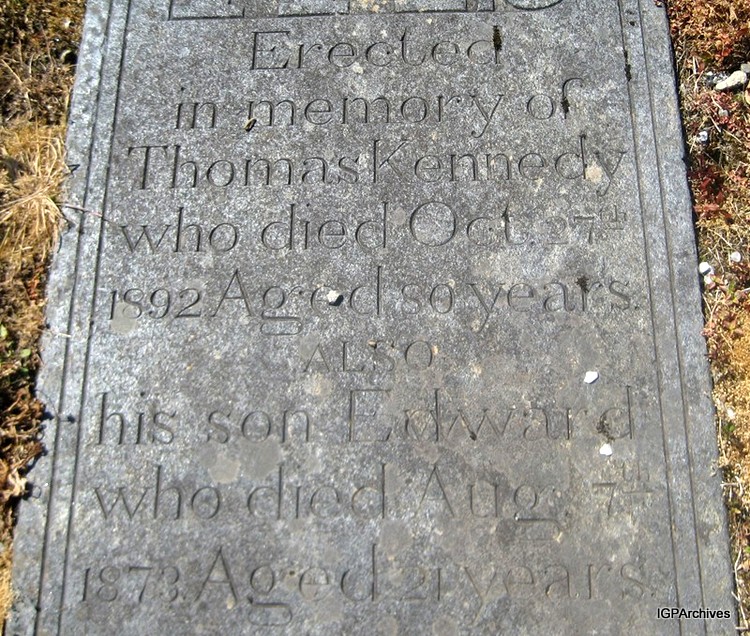 Erected
in memory of
Thomas Kennedy
who died Oct. 27th
1892 Aged 80 years.
ALSO
his son Edward
who died Aug. 7th
1873. Aged 21 years.
IGPArchives